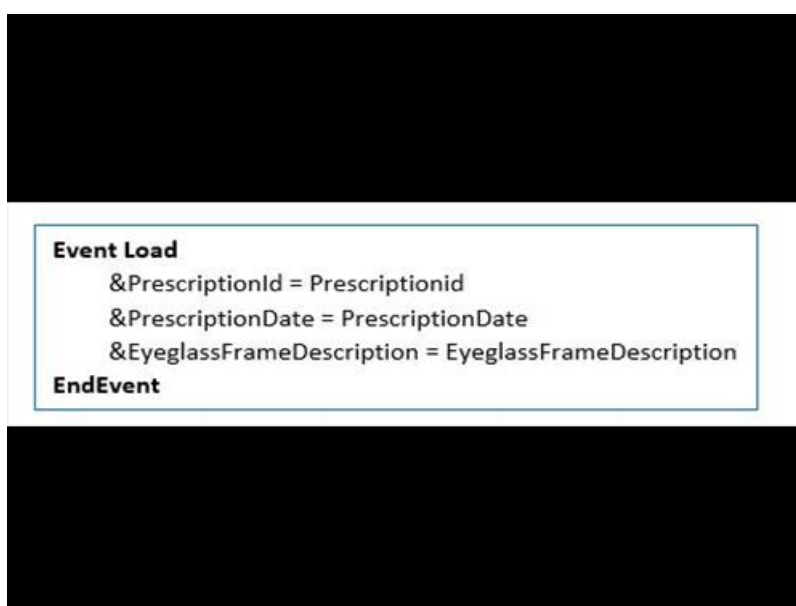 Event Load
&PrescriptionId = Prescriptionid
&PrescriptionDate = PrescriptionDate
&EyeglassFrameDescription = EyeglassFrameDescription
EndEvent